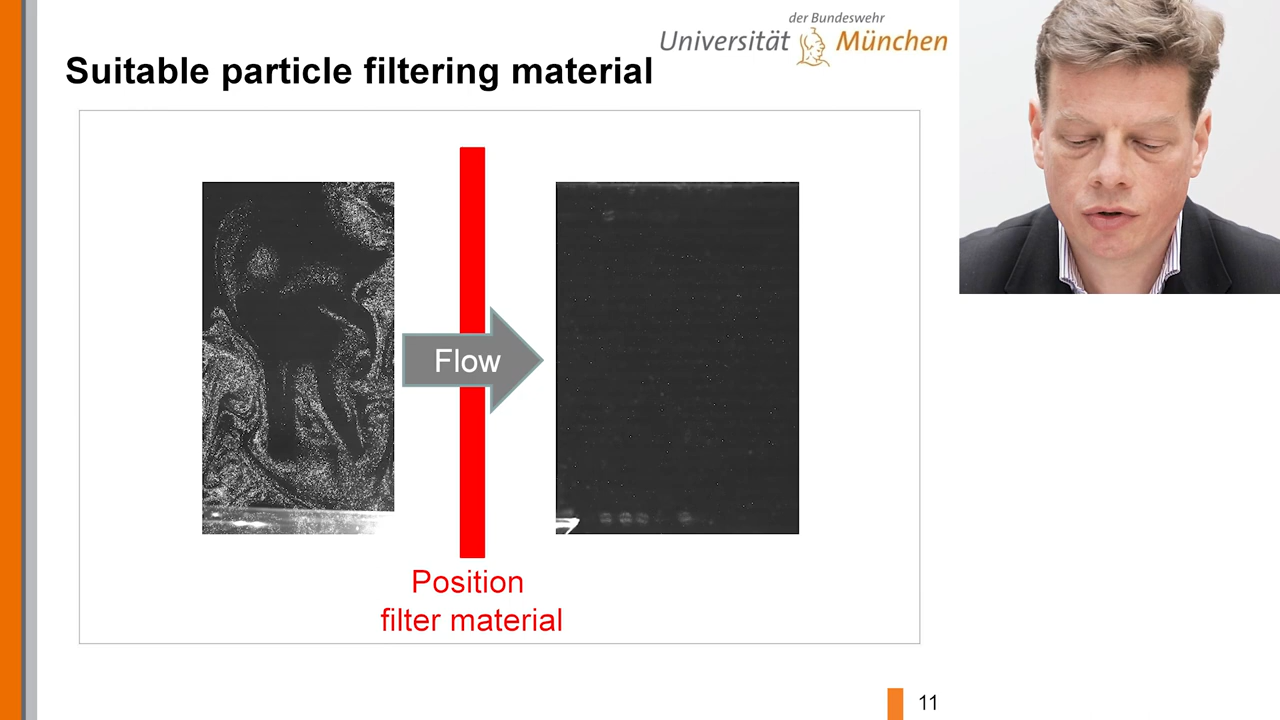 der Bundeswehr
Universität München
Suitable particle filtering material
Flow
Position
filter material
11